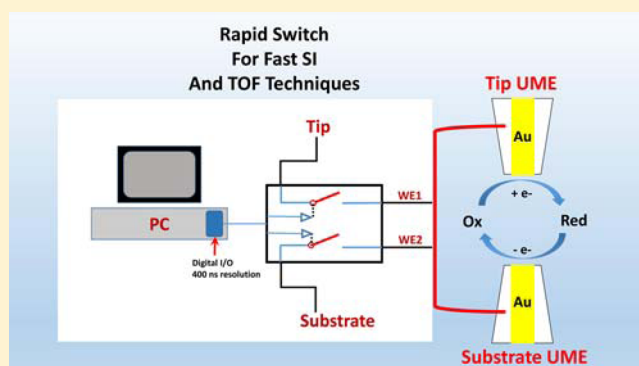 Rapid Switch
For Fast SI
And TOF Techniques
Tip UME
Tip
Au
WE1
+ e-
PC
Ox
Red
WE2
- e-
Digital I/O
400 ns resolution
Au
Substrate
Substrate UME